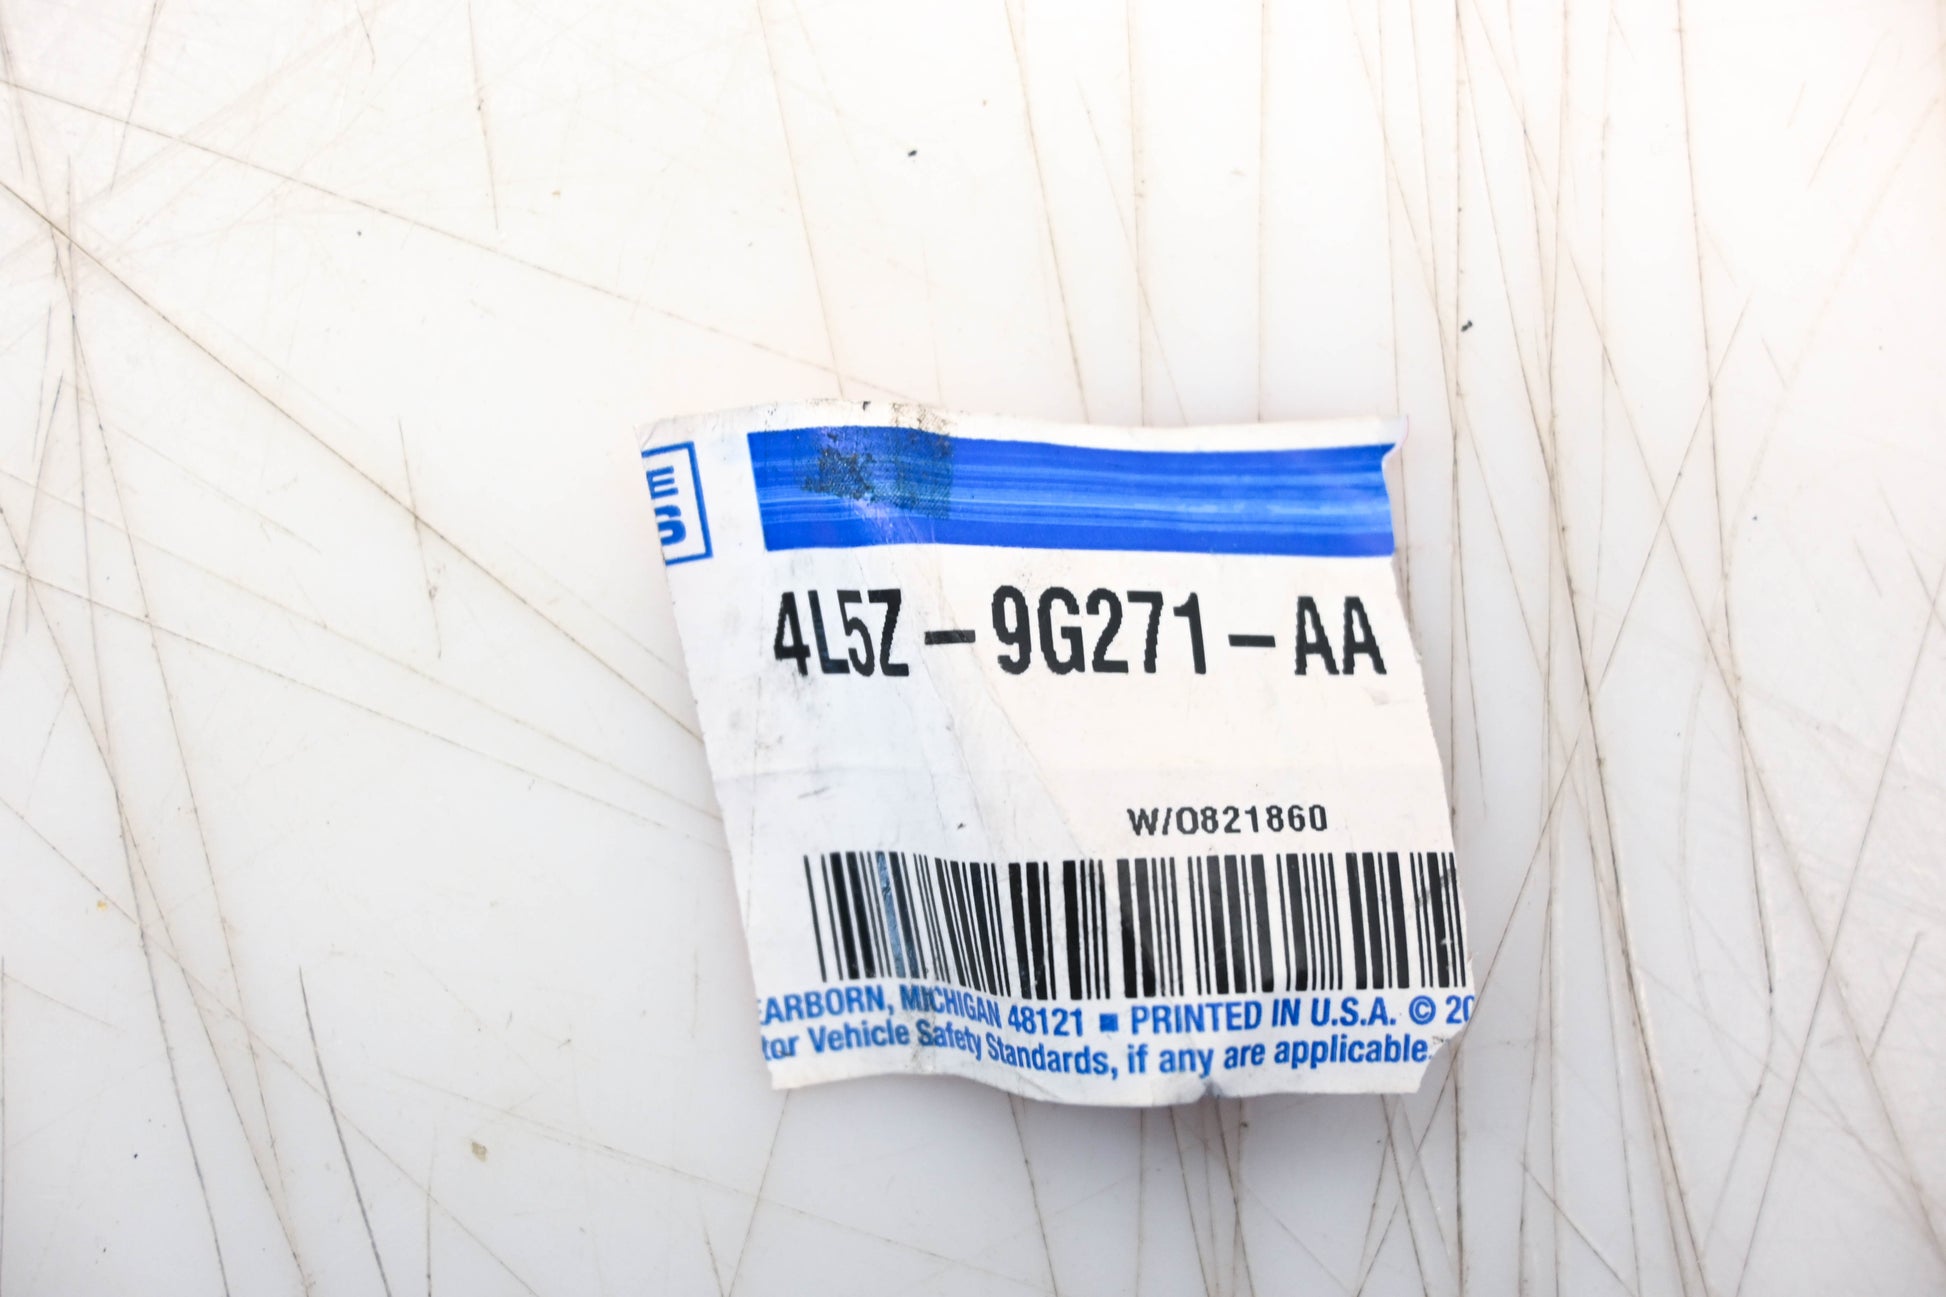 4L5Z-9G271-AA
W/O821860
EARBORN, MICHIGAN 48121 ■ PRINTED IN U.S.A. © 20
tor Vehicle Safety Standards, if any are applicable.